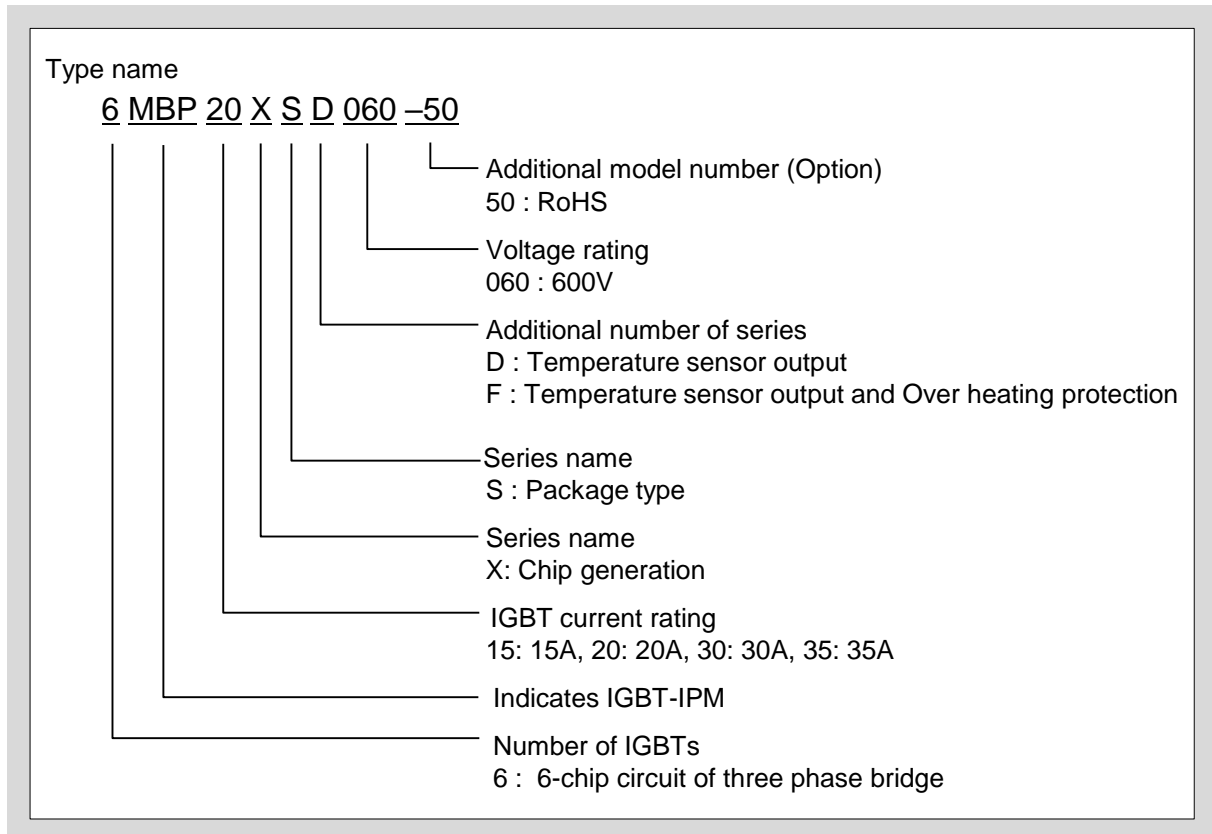 Type name
6 MBP 20 X S D 060 –50
Additional model number (Option)
50 : RoHS
Voltage rating
060 : 600V
Additional number of series
D : Temperature sensor output
F : Temperature sensor output and Over heating protection
Series name
S : Package type
Series name
X: Chip generation
IGBT current rating
15: 15A, 20: 20A, 30: 30A, 35: 35A
Indicates IGBT-IPM
Number of IGBTs
6 : 6-chip circuit of three phase bridge